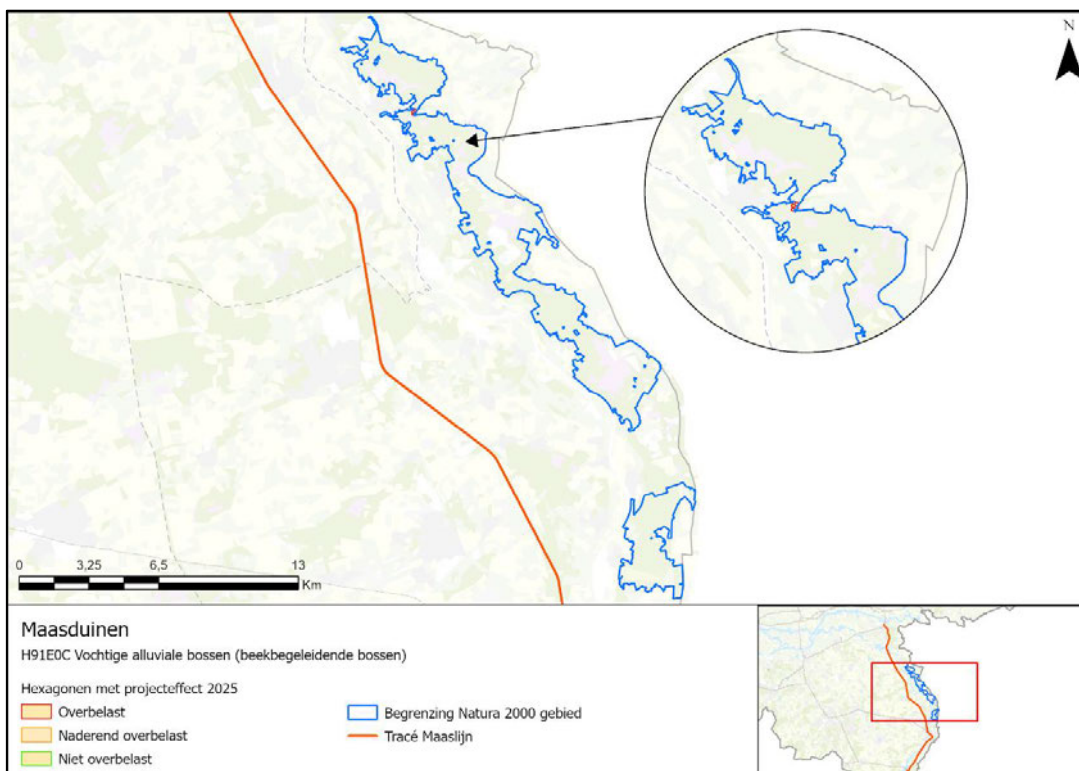 N
0 3,25 6,5 13
Km
Maasduinen
H91E0C Vochtige alluviale bossen (beekbegeleidende bossen)
Hexagonen met projecteffect 2025
Overbelast
Naderend overbelast
Niet overbelast
Begrenzing Natura 2000 gebied
Tracé Maaslijn